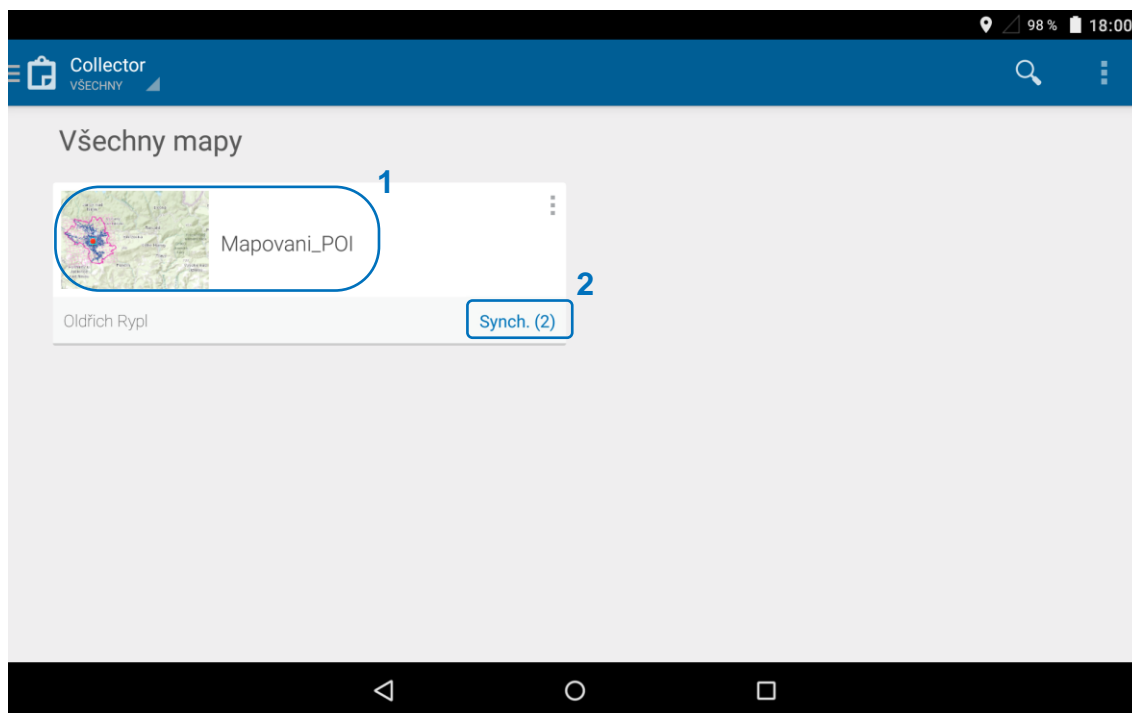 98 % 18:00
Collector
VŠECHNY
Všechny mapy
1
Mapovani_POI
2
Oldřich Rypl Synch. (2)